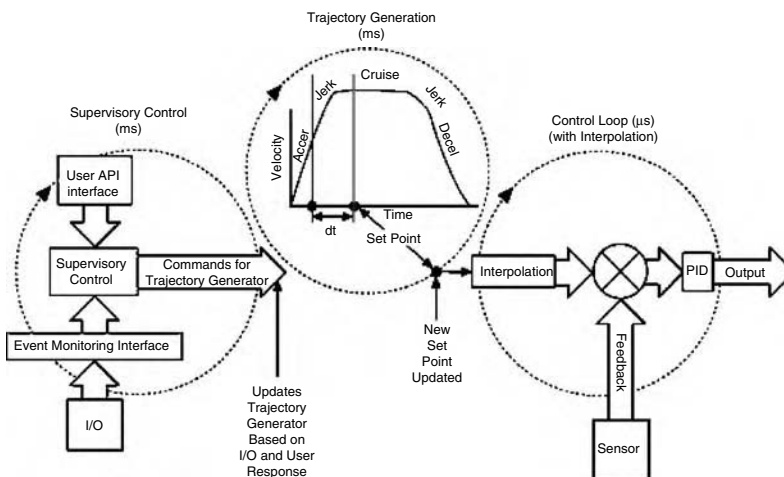 Trajectory Generation
(ms)
Supervisory Control
(ms)
User API
interface
Supervisory
Control
Commands for
Trajectory Generator
Event Monitoring Interface
I/O
Updates
Trajectory
Generator
Based on
I/O and User
Response
Velocity
Accer
Jerk
Cruise
Jerk
Decel
Time
dt
Set Point
New
Set
Point
Updated
Control Loop (μs)
(with Interpolation)
Interpolation
PID
Output
Feedback
Sensor